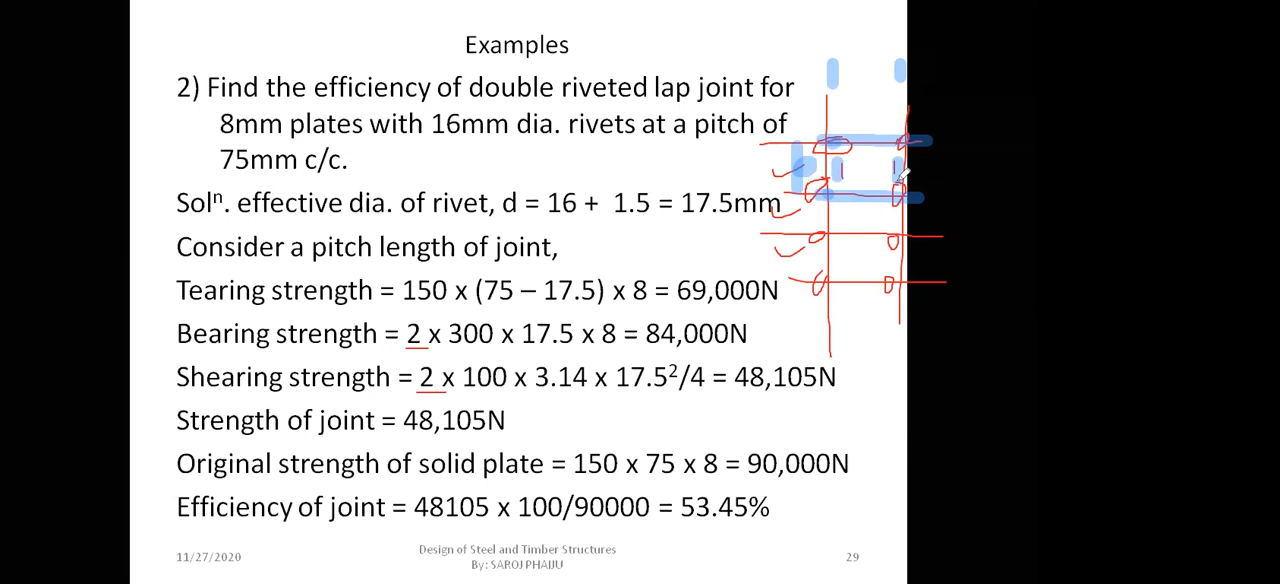 Examples
2) Find the efficiency of double riveted lap joint for
8mm plates with 16mm dia. rivets at a pitch of
75mm c/c.
Solⁿ. effective dia. of rivet, d = 16 + 1.5 = 17.5mm
Consider a pitch length of joint,
Tearing strength = 150 x (75 – 17.5) x 8 = 69,000N
Bearing strength = 2 x 300 x 17.5 x 8 = 84,000N
Shearing strength = 2 x 100 x 3.14 x 17.5²/4 = 48,105N
Strength of joint = 48,105N
Original strength of solid plate = 150 x 75 x 8 = 90,000N
Efficiency of joint = 48105 x 100/90000 = 53.45%
11/27/2020
Design of Steel and Timber Structures
By: SAROJ PHAIJU
29